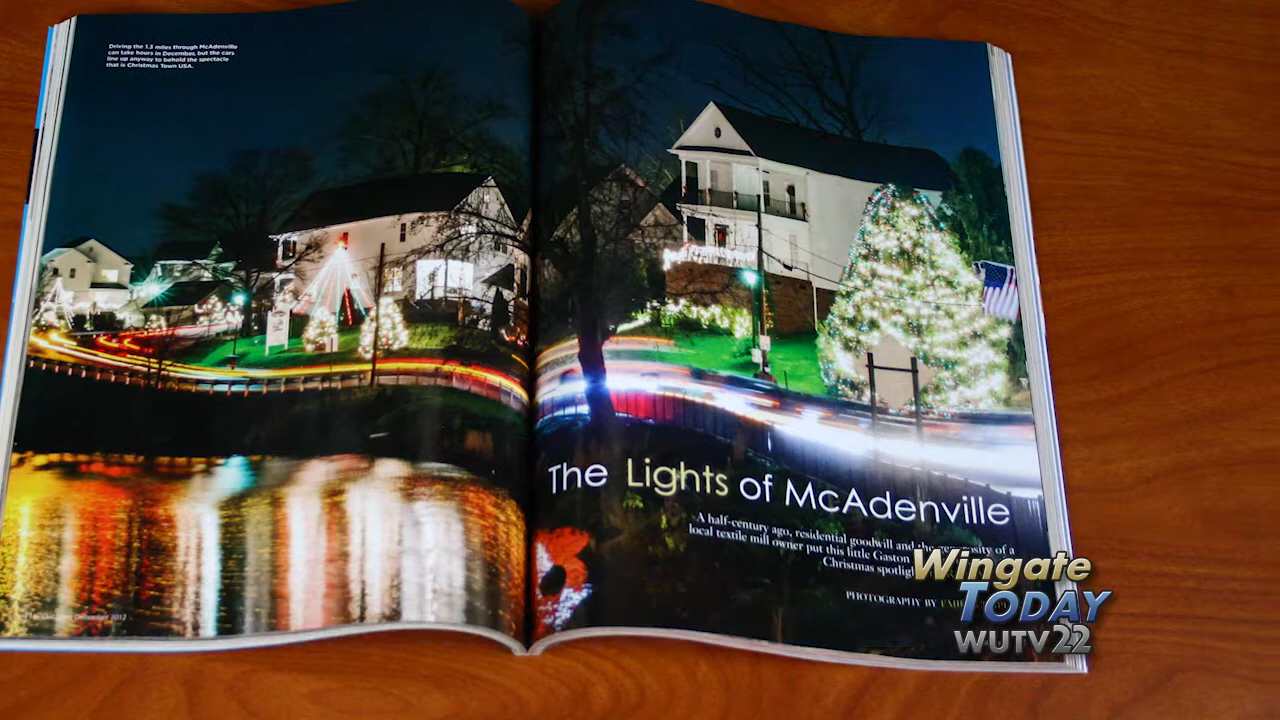 Driving the 1.3 miles through McAdenville
can take hours in December, but the cars
line up anyway to behold the spectacle
that is Christmas Town USA.
The Lights of McAdenville
A half-century ago, residential goodwill and the generosity of a
local textile mill owner put this little Gaston
Christmas spotlig
PHOTOGRAPHY BY
December 2012
Wingate
TODAY
WUTV22